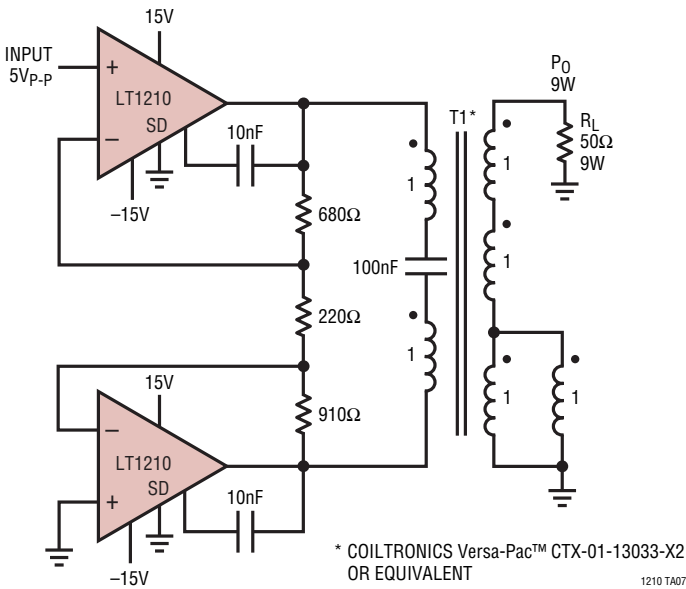 15V
INPUT
5VP-P
+
LT1210
SD
–
10nF
–15V
680Ω
220Ω
910Ω
15V
–
LT1210
SD
+
10nF
–15V
1
100nF
1
T1*
1
1
1
1
PO
9W
RL
50Ω
9W
* COILTRONICS Versa-Pac™ CTX-01-13033-X2
OR EQUIVALENT
1210 TA07